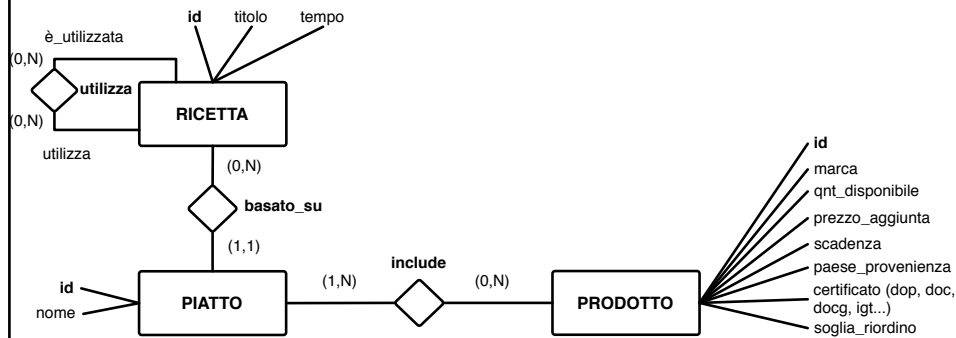 id titolo tempo
è_utilizzata
(0,N)
utilizza
RICETTA
(0,N)
utilizza
(0,N)
id
marca
qnt_disponibile
basato_su
prezzo_aggiunta
scadenza
(1,1)
include
paese_provenienza
id
(1,N)
(0,N)
certificato (dop, doc,
docg, igt...)
nome
PIATTO
PRODOTTO
soglia_riordino